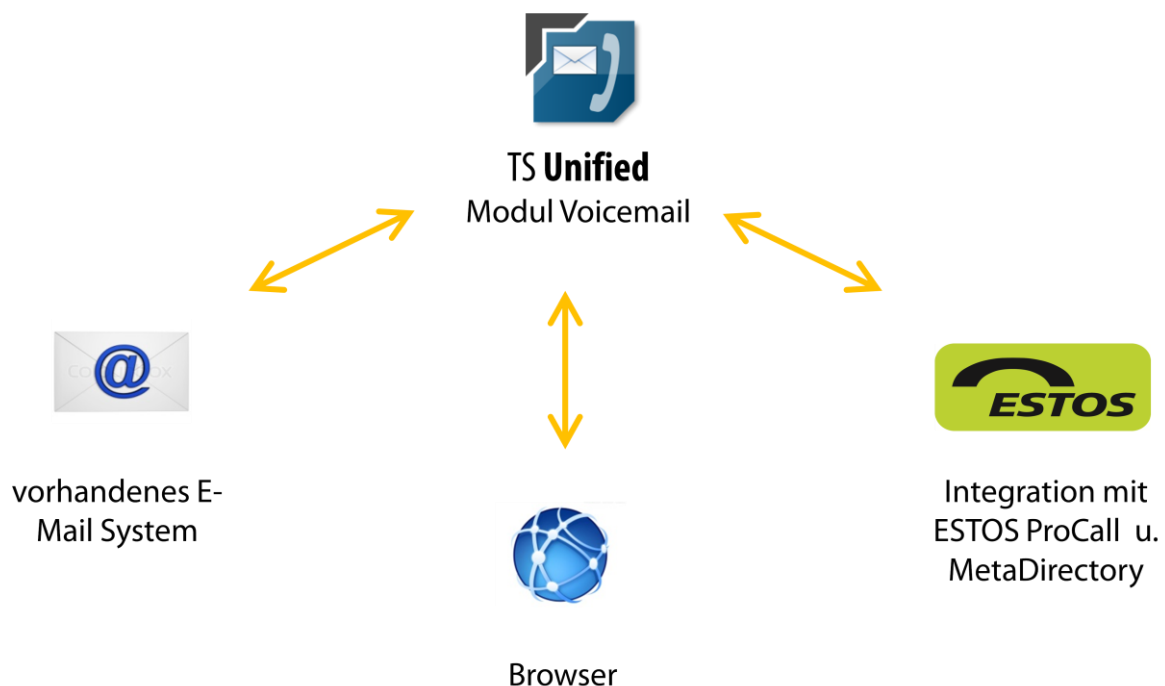 TS Unified
Modul Voicemail
@
ESTOS
vorhandenes E-
Mail System
Integration mit
ESTOS ProCall u.
MetaDirectory
Browser